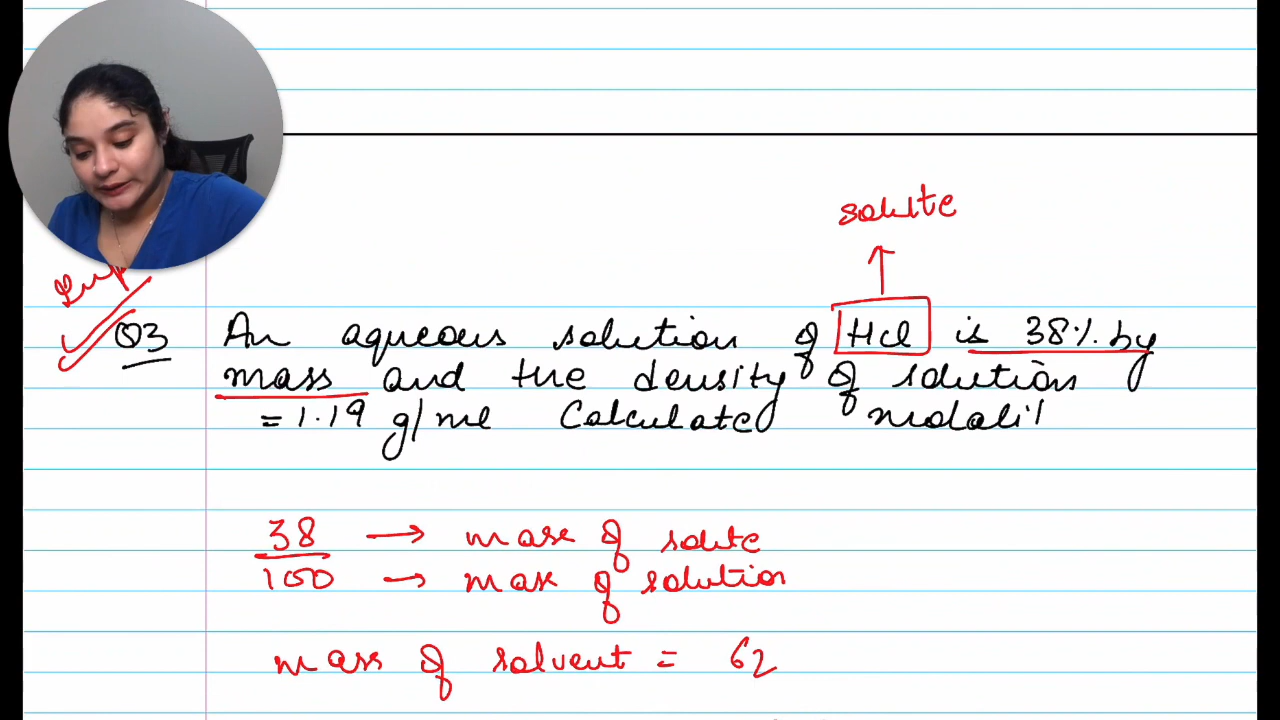 solute
Imp
Q3 An aqueous solution of HCl is 38% by
mass and the density of solution
= 1.19 g/ml Calculate
38 → mass of solute
100 → mass of solution
mass of solvent = 62